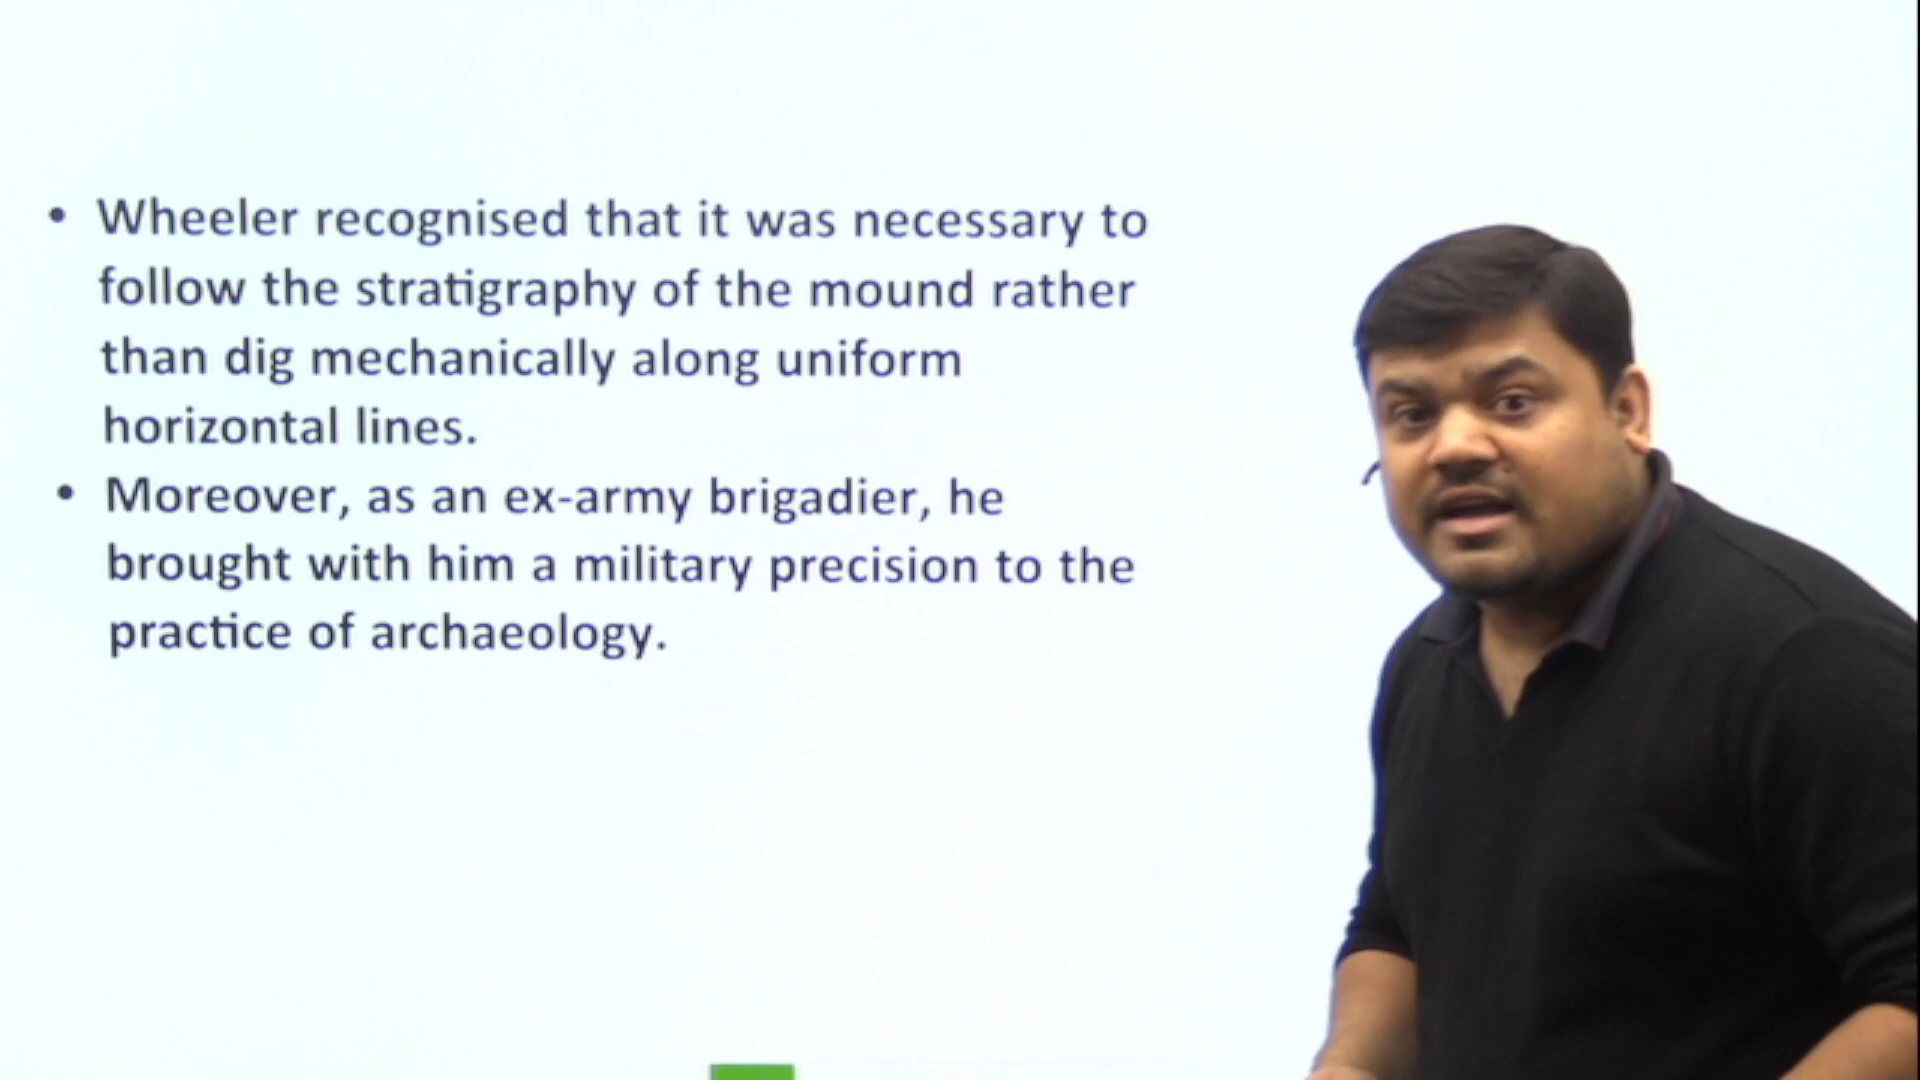 • Wheeler recognised that it was necessary to
follow the stratigraphy of the mound rather
than dig mechanically along uniform
horizontal lines.
• Moreover, as an ex-army brigadier, he
brought with him a military precision to the
practice of archaeology.